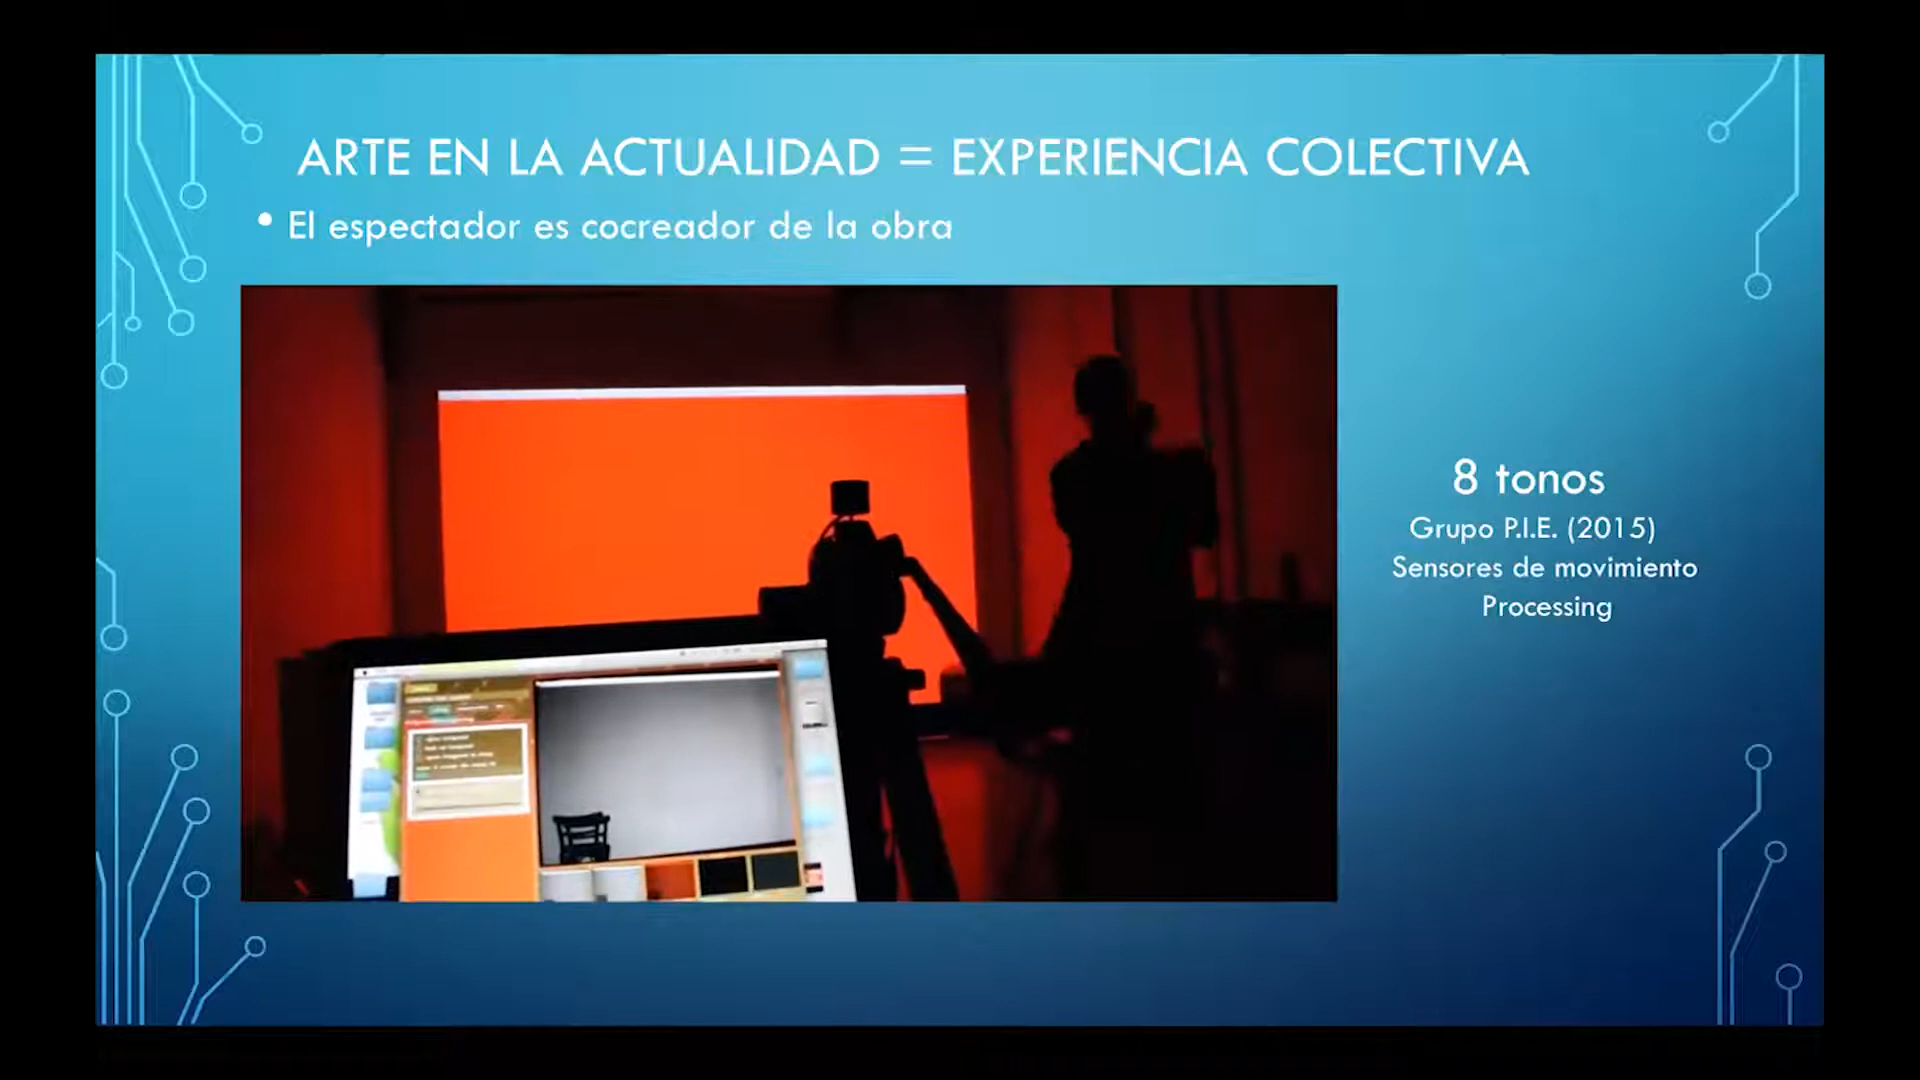 ARTE EN LA ACTUALIDAD = EXPERIENCIA COLECTIVA
• El espectador es cocreador de la obra
8 tonos
Grupo P.I.E. (2015)
Sensores de movimiento
Processing